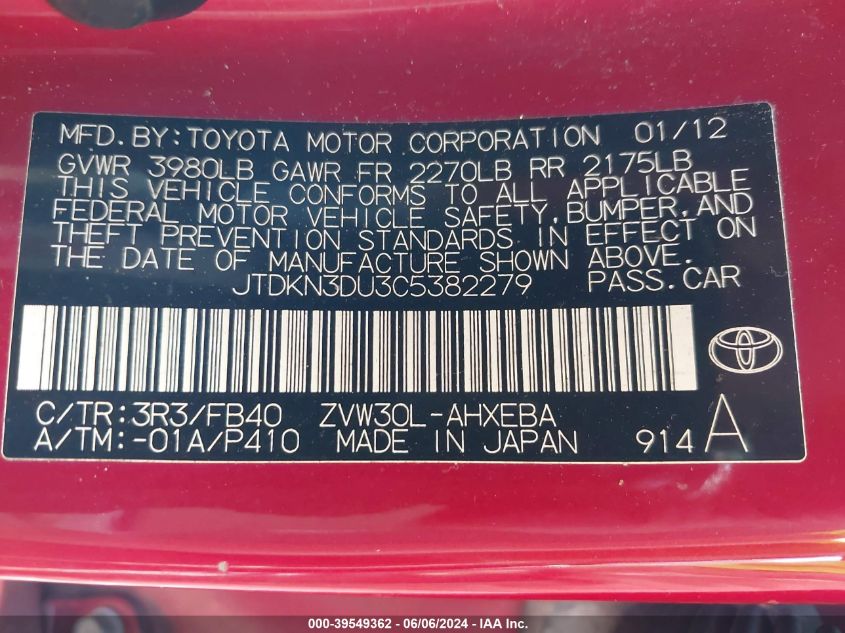 MFD.BY:TOYOTA MOTOR CORPORATION 01/12
GVWR 3980LB GAWR FR 2270LB RR 2175LB
THIS VEHICLE CONFORMS TO ALL APPLICABLE
FEDERAL MOTOR VEHICLE SAFETY,BUMPER,AND
THEFT PREVENTION STANDARDS IN EFFECT ON
THE DATE OF MANUFACTURE SHOWN ABOVE.
JTDKN3DU3C5382279 PASS.CAR
C/TR:3R3/FB40 ZVW30L-AHXEBA
A/TM:-01A/P410 MADE IN JAPAN 914 A
000-39549362 - 06/06/2024 - IAA Inc.